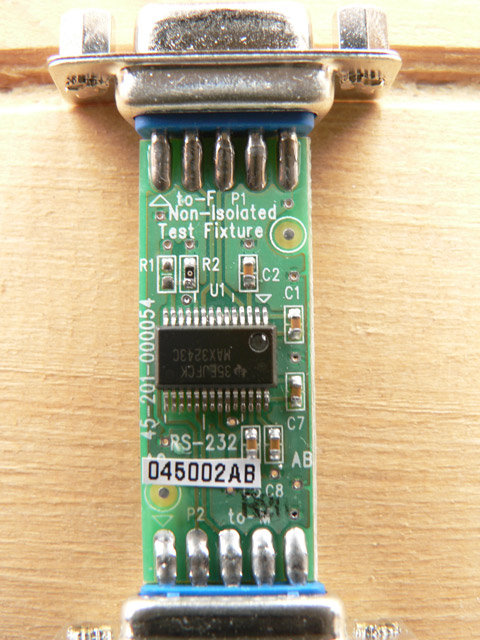 to-F P1
Non-Isolated
Test Fixture
R1 R2 C2
U1
C1
35EJFCK
MAX3243C
45-201-000054
C7
RS-232
AB
045002AB
C8
P2 to-M